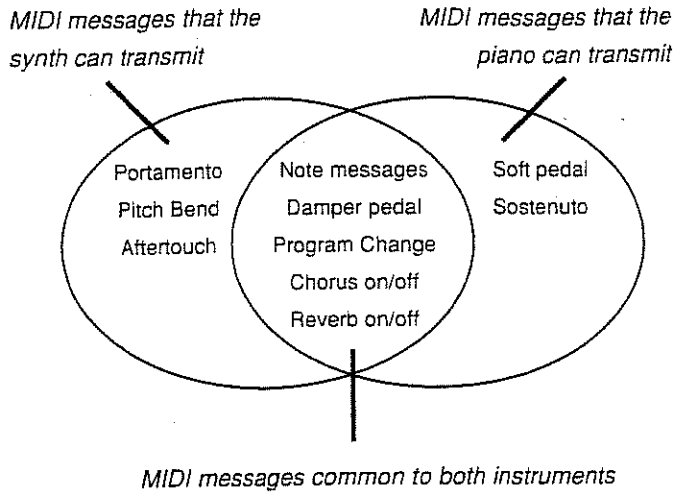 MIDI messages that the
synth can transmit
MIDI messages that the
piano can transmit
Portamento
Pitch Bend
Aftertouch
Note messages
Damper pedal
Program Change
Chorus on/off
Reverb on/off
Soft pedal
Sostenuto
MIDI messages common to both instruments